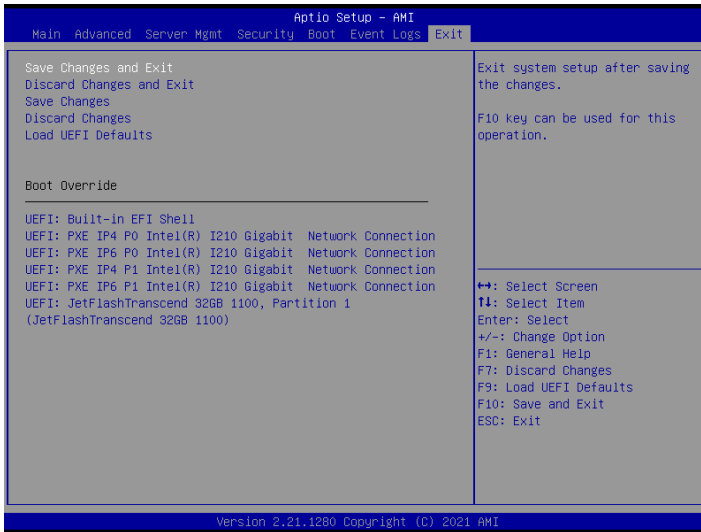 Aptio Setup - AMI
Main Advanced Server Mgmt Security Boot Event Logs Exit
Save Changes and Exit
Discard Changes and Exit
Save Changes
Discard Changes
Load UEFI Defaults
Boot Override
UEFI: Built-in EFI Shell
UEFI: PXE IP4 P0 Intel(R) I210 Gigabit  Network Connection
UEFI: PXE IP6 P0 Intel(R) I210 Gigabit  Network Connection
UEFI: PXE IP4 P1 Intel(R) I210 Gigabit  Network Connection
UEFI: PXE IP6 P1 Intel(R) I210 Gigabit  Network Connection
UEFI: JetFlashTranscend 32GB 1100, Partition 1
(JetFlashTranscend 32GB 1100)
Exit system setup after saving
the changes.
F10 key can be used for this
operation.
↔: Select Screen
↑↓: Select Item
Enter: Select
+/-: Change Option
F1: General Help
F7: Discard Changes
F9: Load UEFI Defaults
F10: Save and Exit
ESC: Exit
Version 2.21.1280 Copyright (C) 2021 AMI